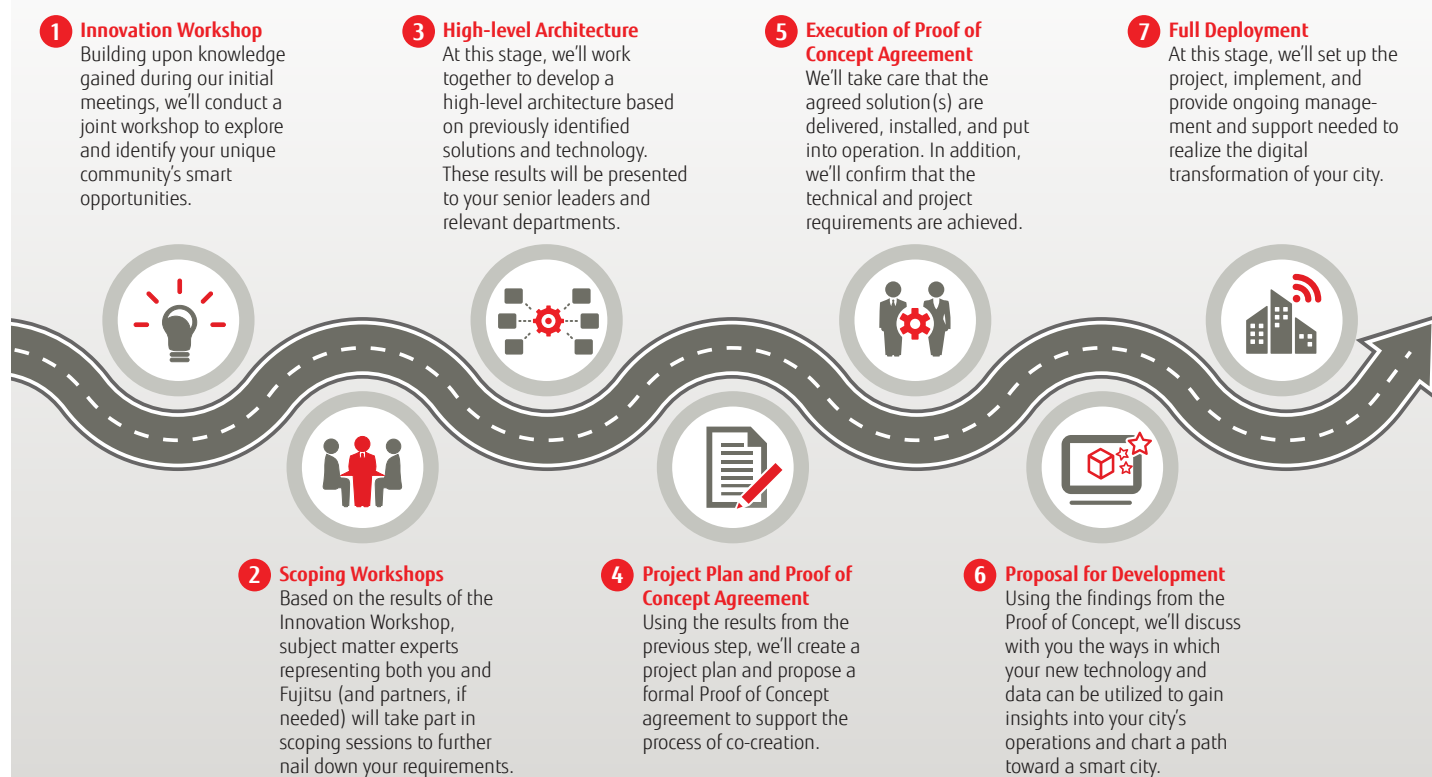 1 Innovation Workshop
Building upon knowledge
gained during our initial
meetings, we'll conduct a
joint workshop to explore
and identify your unique
community's smart
opportunities.
2 Scoping Workshops
Based on the results of the
Innovation Workshop,
subject matter experts
representing both you and
Fujitsu (and partners, if
needed) will take part in
scoping sessions to further
nail down your requirements.
3 High-level Architecture
At this stage, we'll work
together to develop a
high-level architecture based
on previously identified
solutions and technology.
These results will be presented
to your senior leaders and
relevant departments.
4 Project Plan and Proof of
Concept Agreement
Using the results from the
previous step, we'll create a
project plan and propose a
formal Proof of Concept
agreement to support the
process of co-creation.
5 Execution of Proof of
Concept Agreement
We'll take care that the
agreed solution(s) are
delivered, installed, and put
into operation. In addition,
we'll confirm that the
technical and project
requirements are achieved.
6 Proposal for Development
Using the findings from the
Proof of Concept, we'll discuss
with you the ways in which
your new technology and
data can be utilized to gain
insights into your city's
operations and chart a path
toward a smart city.
7 Full Deployment
At this stage, we'll set up the
project, implement, and
provide ongoing manage-
ment and support needed to
realize the digital
transformation of your city.